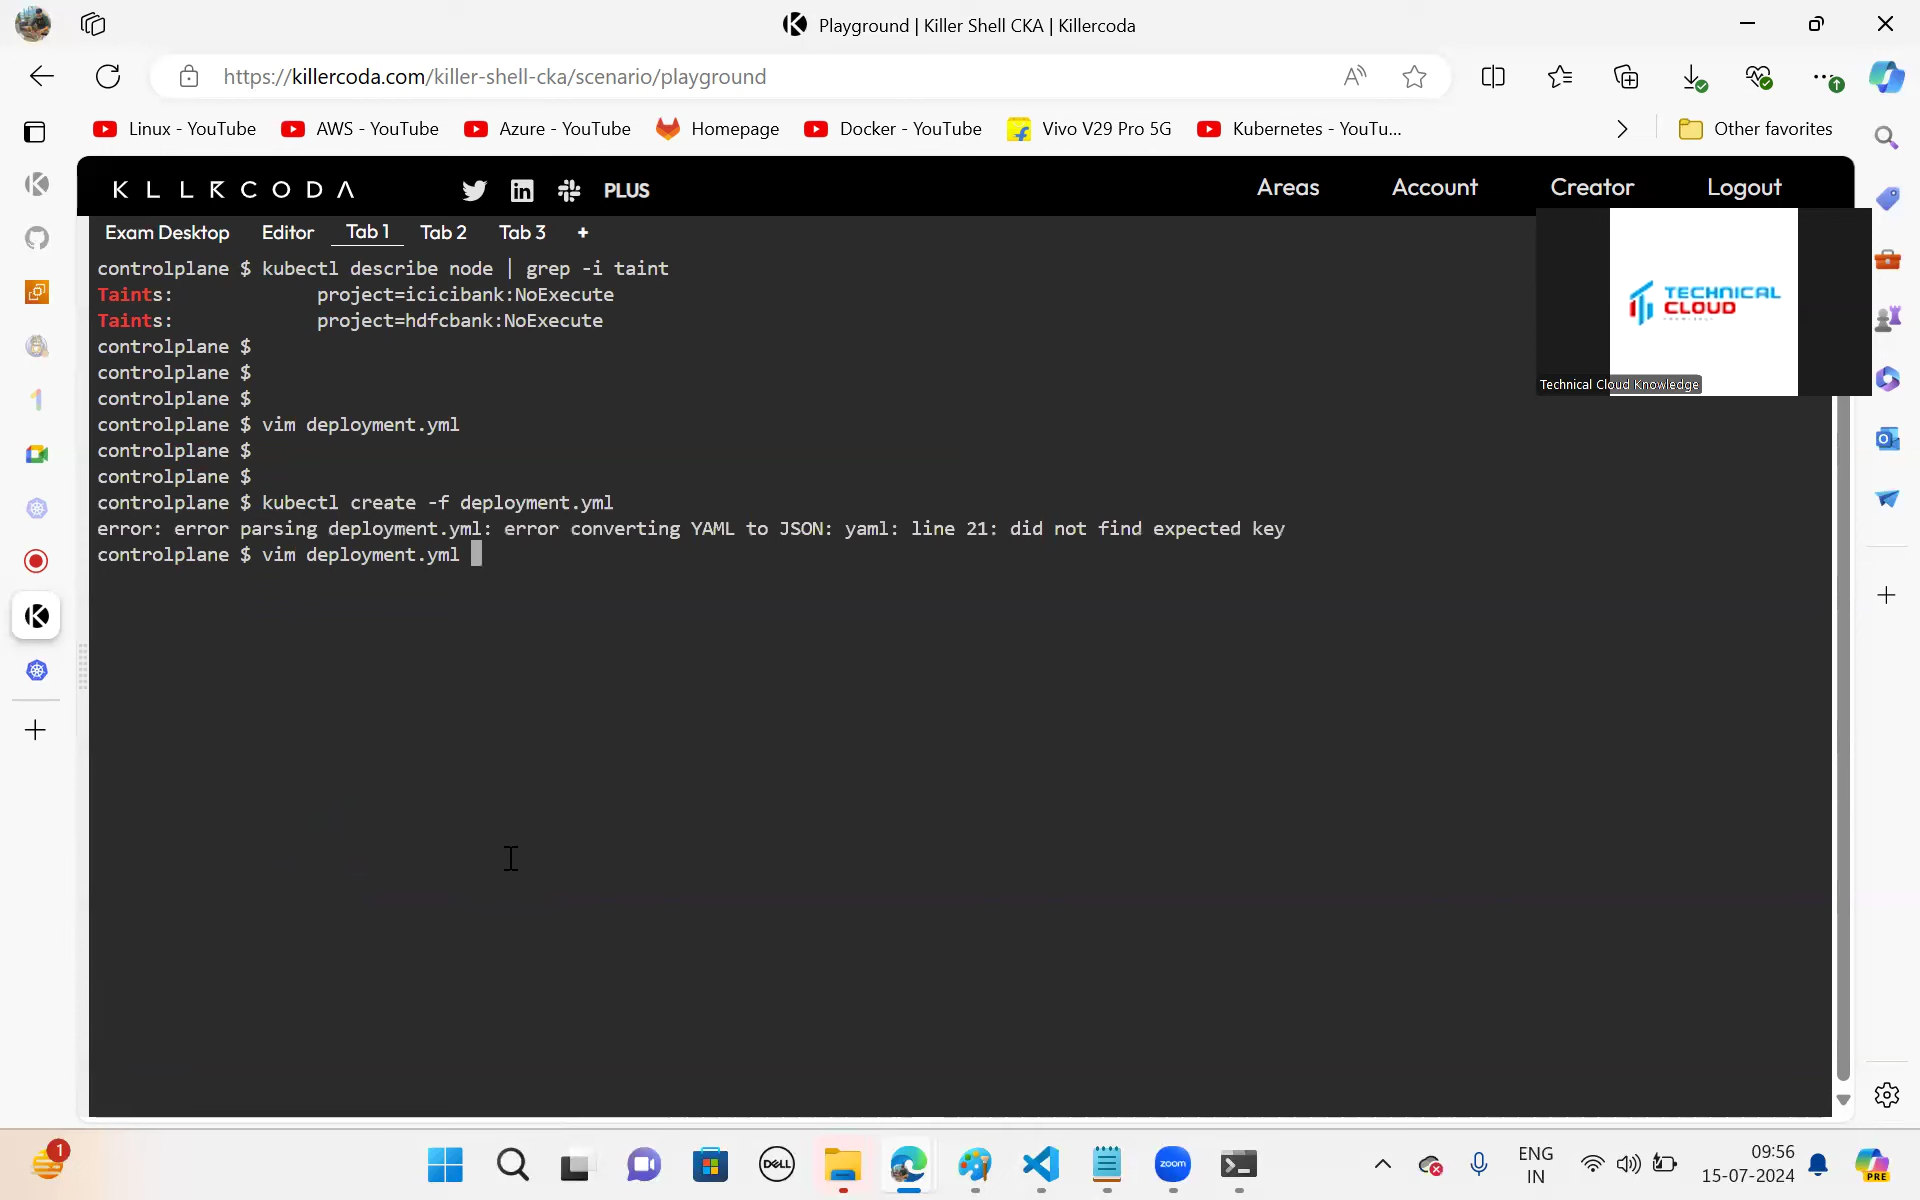 Playground | Killer Shell CKA | Killercoda
https://killercoda.com/killer-shell-cka/scenario/playground
Linux - YouTube
AWS - YouTube
Azure - YouTube
Homepage
Docker - YouTube
Vivo V29 Pro 5G
Kubernetes - YouTu...
Other favorites
PLUS
Areas
Account
Creator
Logout
Exam Desktop
Editor
Tab 1
Tab 2
Tab 3
+
controlplane $ kubectl describe node | grep -i taint
Taints: project=icicibank:NoExecute
Taints: project=hdfcbank:NoExecute
controlplane $
controlplane $
controlplane $
controlplane $ vim deployment.yml
controlplane $
controlplane $
controlplane $ kubectl create -f deployment.yml
error: error parsing deployment.yml: error converting YAML to JSON: yaml: line 21: did not find expected key
controlplane $ vim deployment.yml
TECHNICAL
CLOUD
Technical Cloud Knowledge
1
DELL
zoom
ENG
IN
09:56
15-07-2024
PRE